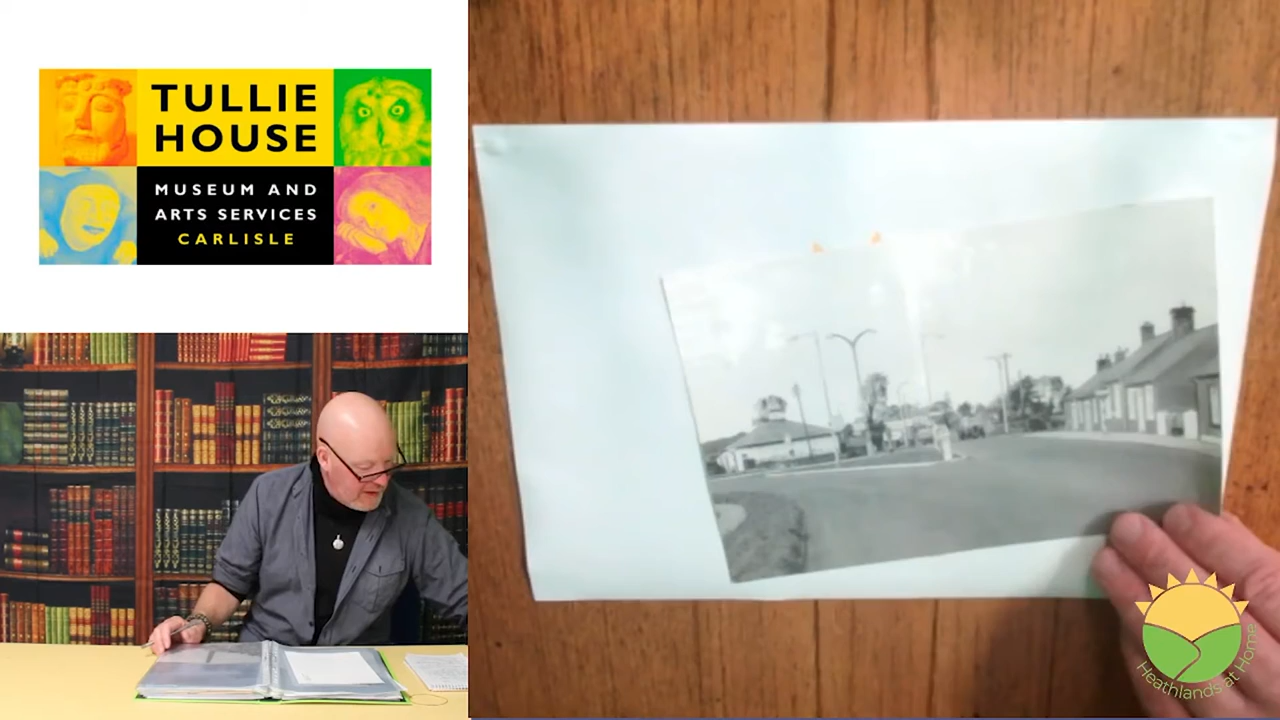 TULLIE
HOUSE
MUSEUM AND
ARTS SERVICES
CARLISLE
Heathlands at Home